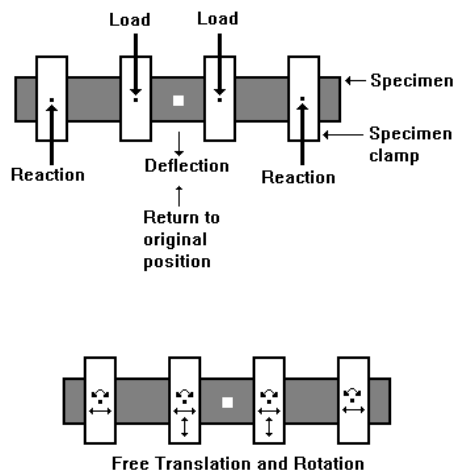 Load
Load
Specimen
Specimen
clamp
Reaction
Deflection
Reaction
Return to
original
position
Free Translation and Rotation